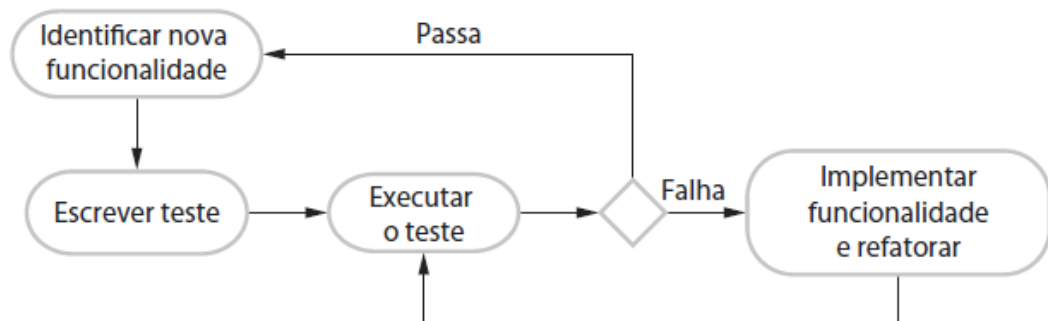 Identificar nova
funcionalidade
Passa
Escrever teste
Executar
o teste
Falha
Implementar
funcionalidade
e refatorar